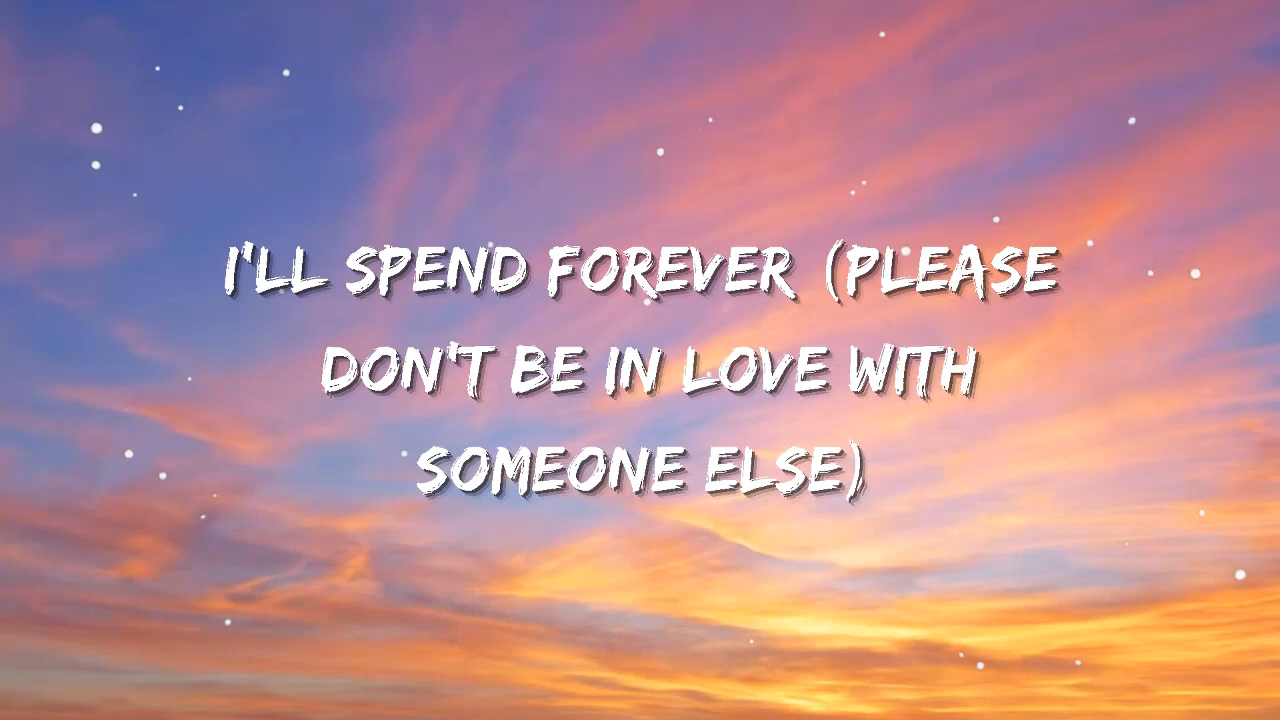 I'LL SPEND FOREVER (PLEASE
DON'T BE IN LOVE WITH
SOMEONE ELSE)